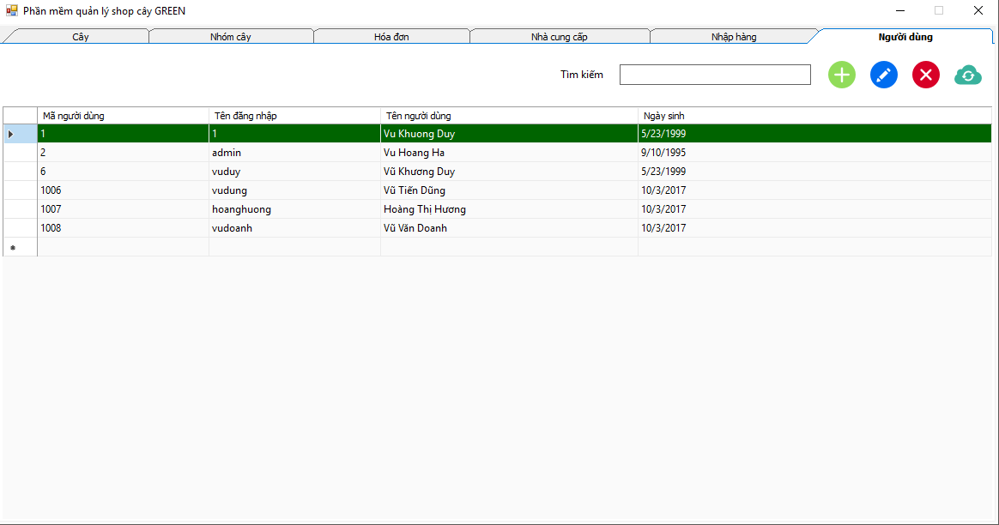 Phần mềm quản lý shop cây GREEN
Cây Nhóm cây Hóa đơn Nhà cung cấp Nhập hàng Người dùng
Tìm kiếm
Mã người dùng Tên đăng nhập Tên người dùng Ngày sinh
1 1 Vu Khuong Duy 5/23/1999
2 admin Vu Hoang Ha 9/10/1995
6 vuduy Vũ Khương Duy 5/23/1999
1006 vudung Vũ Tiến Dũng 10/3/2017
1007 hoanghuong Hoàng Thị Hương 10/3/2017
1008 vudoanh Vũ Văn Doanh 10/3/2017